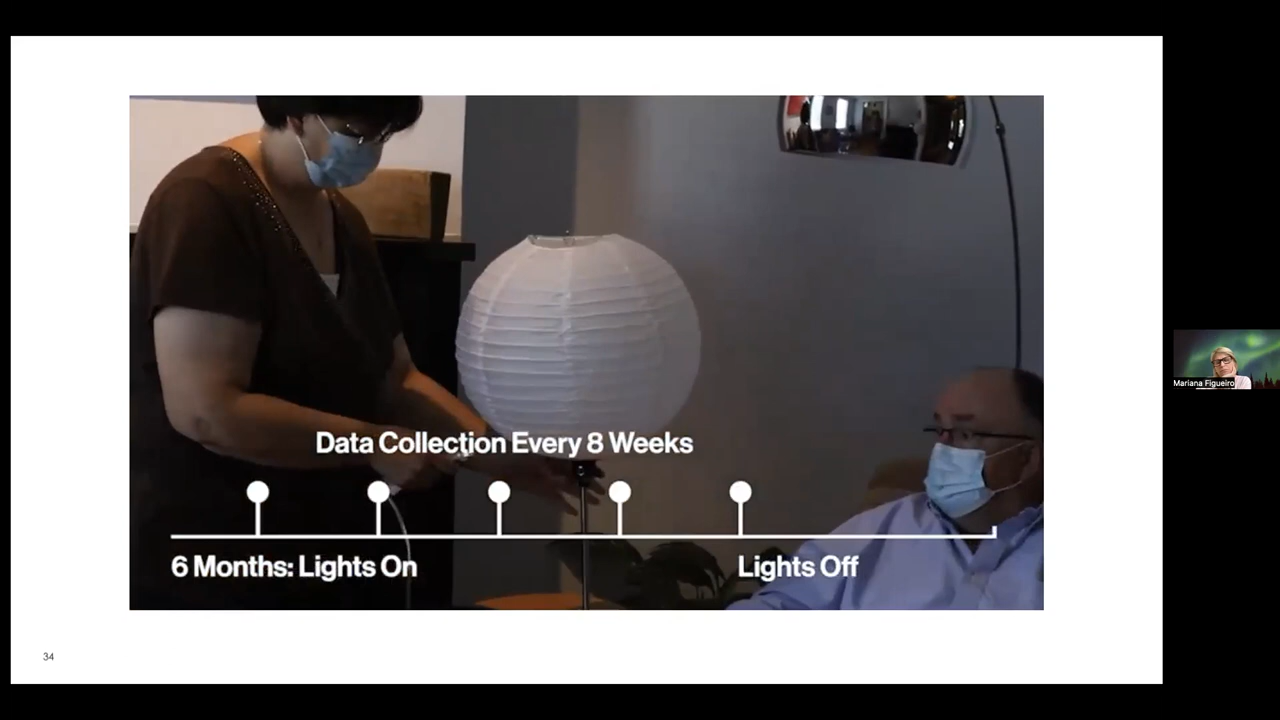 Data Collection Every 8 Weeks
6 Months: Lights On
Lights Off
34
Mariana Figueiro